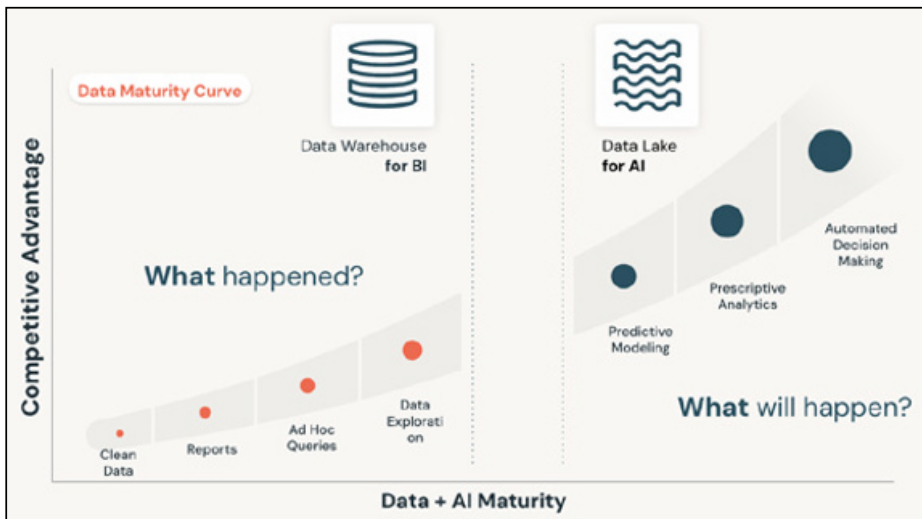 Data Maturity Curve
Data Warehouse
for BI
Data Lake
for AI
Competitive Advantage
What happened?
Automated
Decision
Making
Prescriptive
Analytics
Predictive
Modeling
What will happen?
Data
Explorati
on
Ad Hoc
Queries
Reports
Clean
Data
Data + AI Maturity